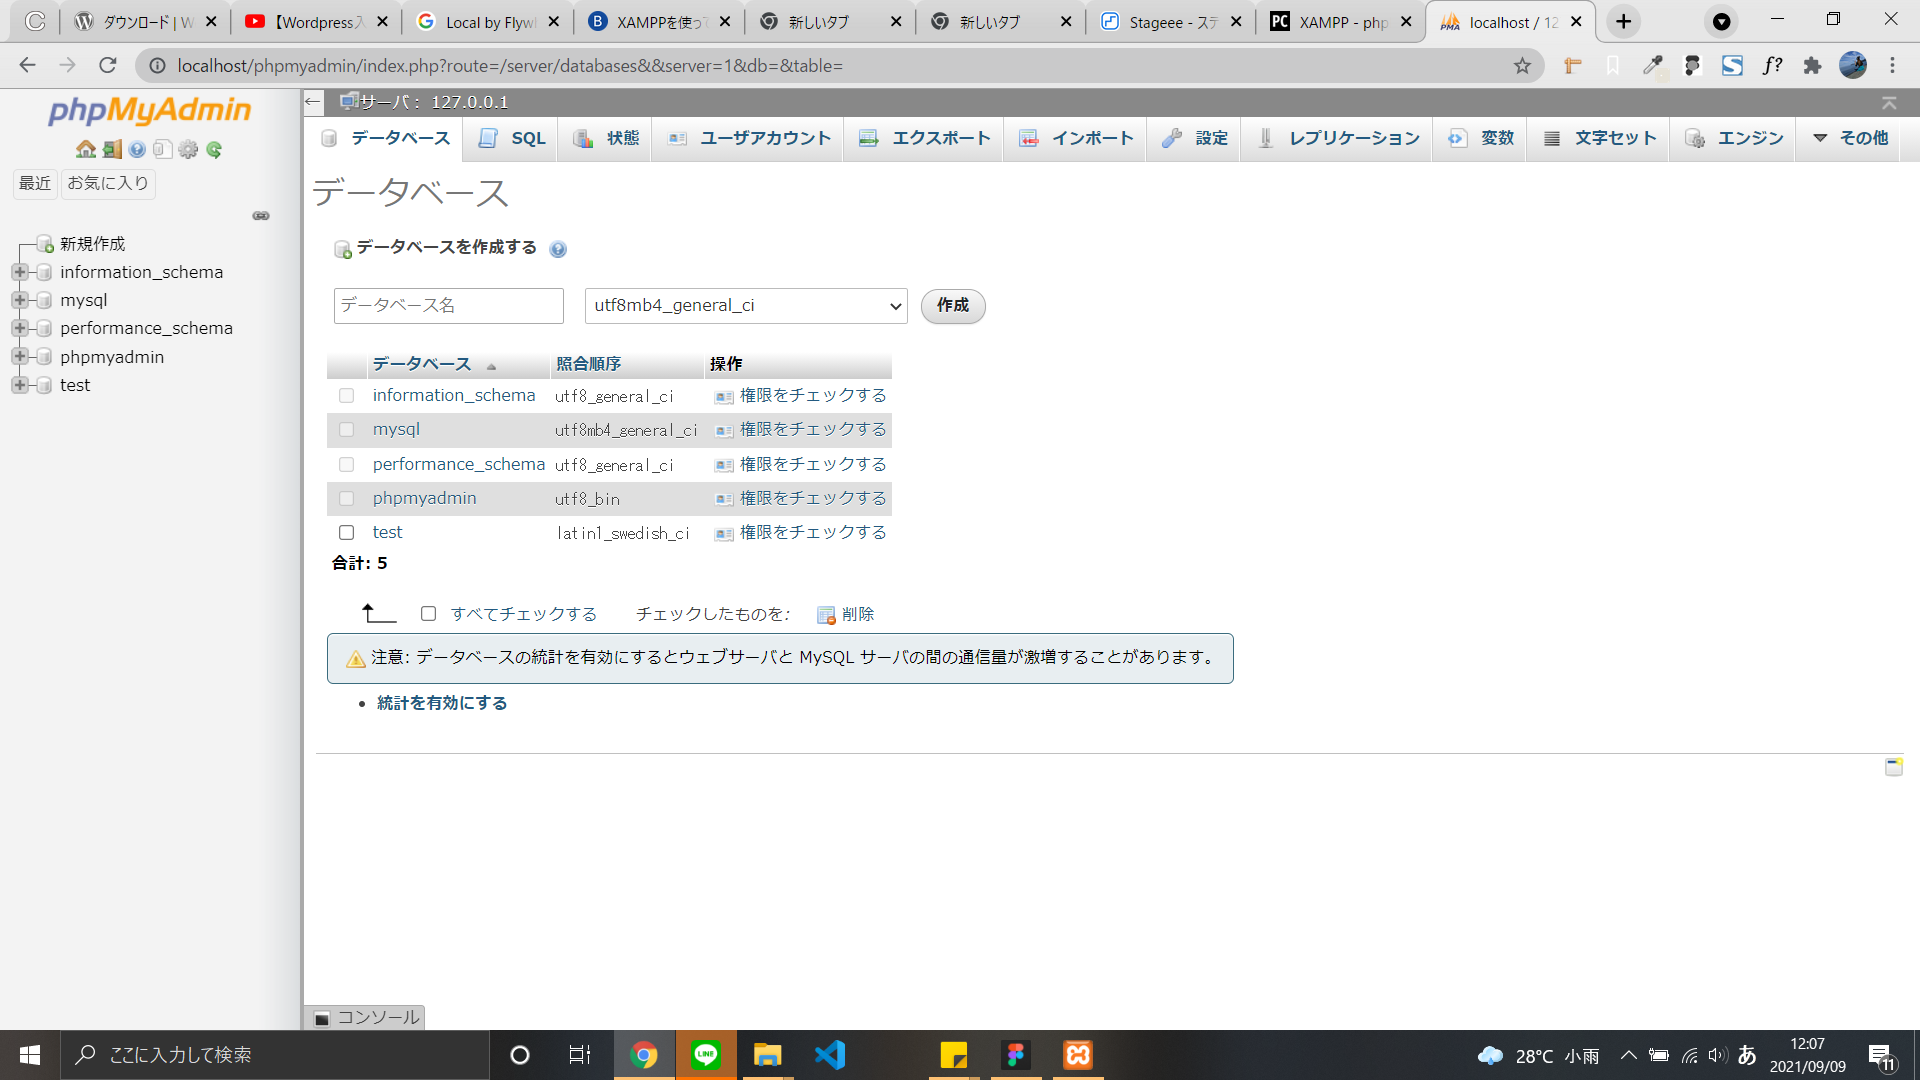 ダウンロード | W
【Wordpress入
Local by Flywh
XAMPPを使って
新しいタブ
新しいタブ
Stageee - ステ
XAMPP - php
localhost / 12
localhost/phpmyadmin/index.php?route=/server/databases&&server=1&db=&table=
phpMyAdmin
最近 お気に入り
新規作成
information_schema
mysql
performance_schema
phpmyadmin
test
サーバ： 127.0.0.1
データベース SQL 状態 ユーザアカウント エクスポート インポート 設定 レプリケーション 変数 文字セット エンジン その他
データベース
データベースを作成する
データベース名 utf8mb4_general_ci 作成
データベース 照合順序 操作
information_schema utf8_general_ci 権限をチェックする
mysql utf8mb4_general_ci 権限をチェックする
performance_schema utf8_general_ci 権限をチェックする
phpmyadmin utf8_bin 権限をチェックする
test latin1_swedish_ci 権限をチェックする
合計: 5
すべてチェックする チェックしたものを: 削除
注意: データベースの統計を有効にするとウェブサーバと MySQL サーバの間の通信量が激増することがあります。
統計を有効にする
コンソール
ここに入力して検索
LINE
28°C 小雨
あ
12:07
2021/09/09
11